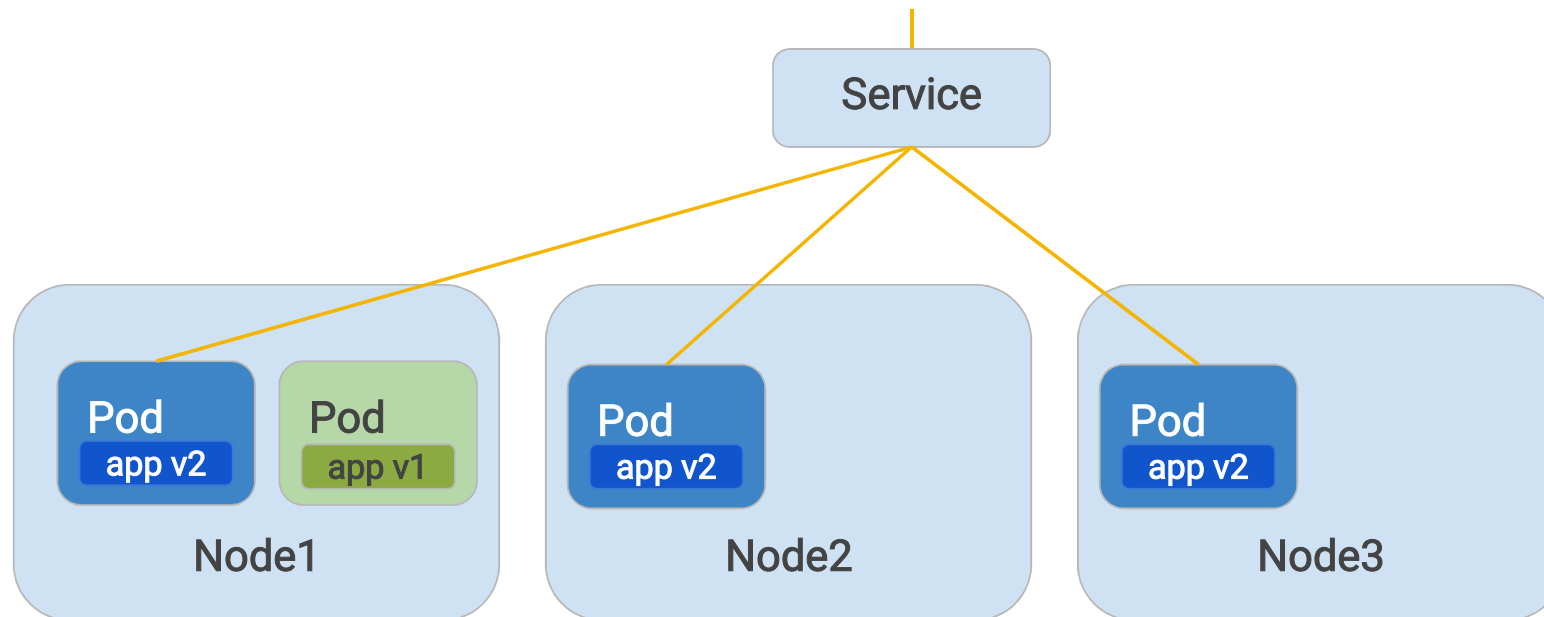 Service
Pod
app v2
Pod
app v1
Node1
Pod
app v2
Node2
Pod
app v2
Node3